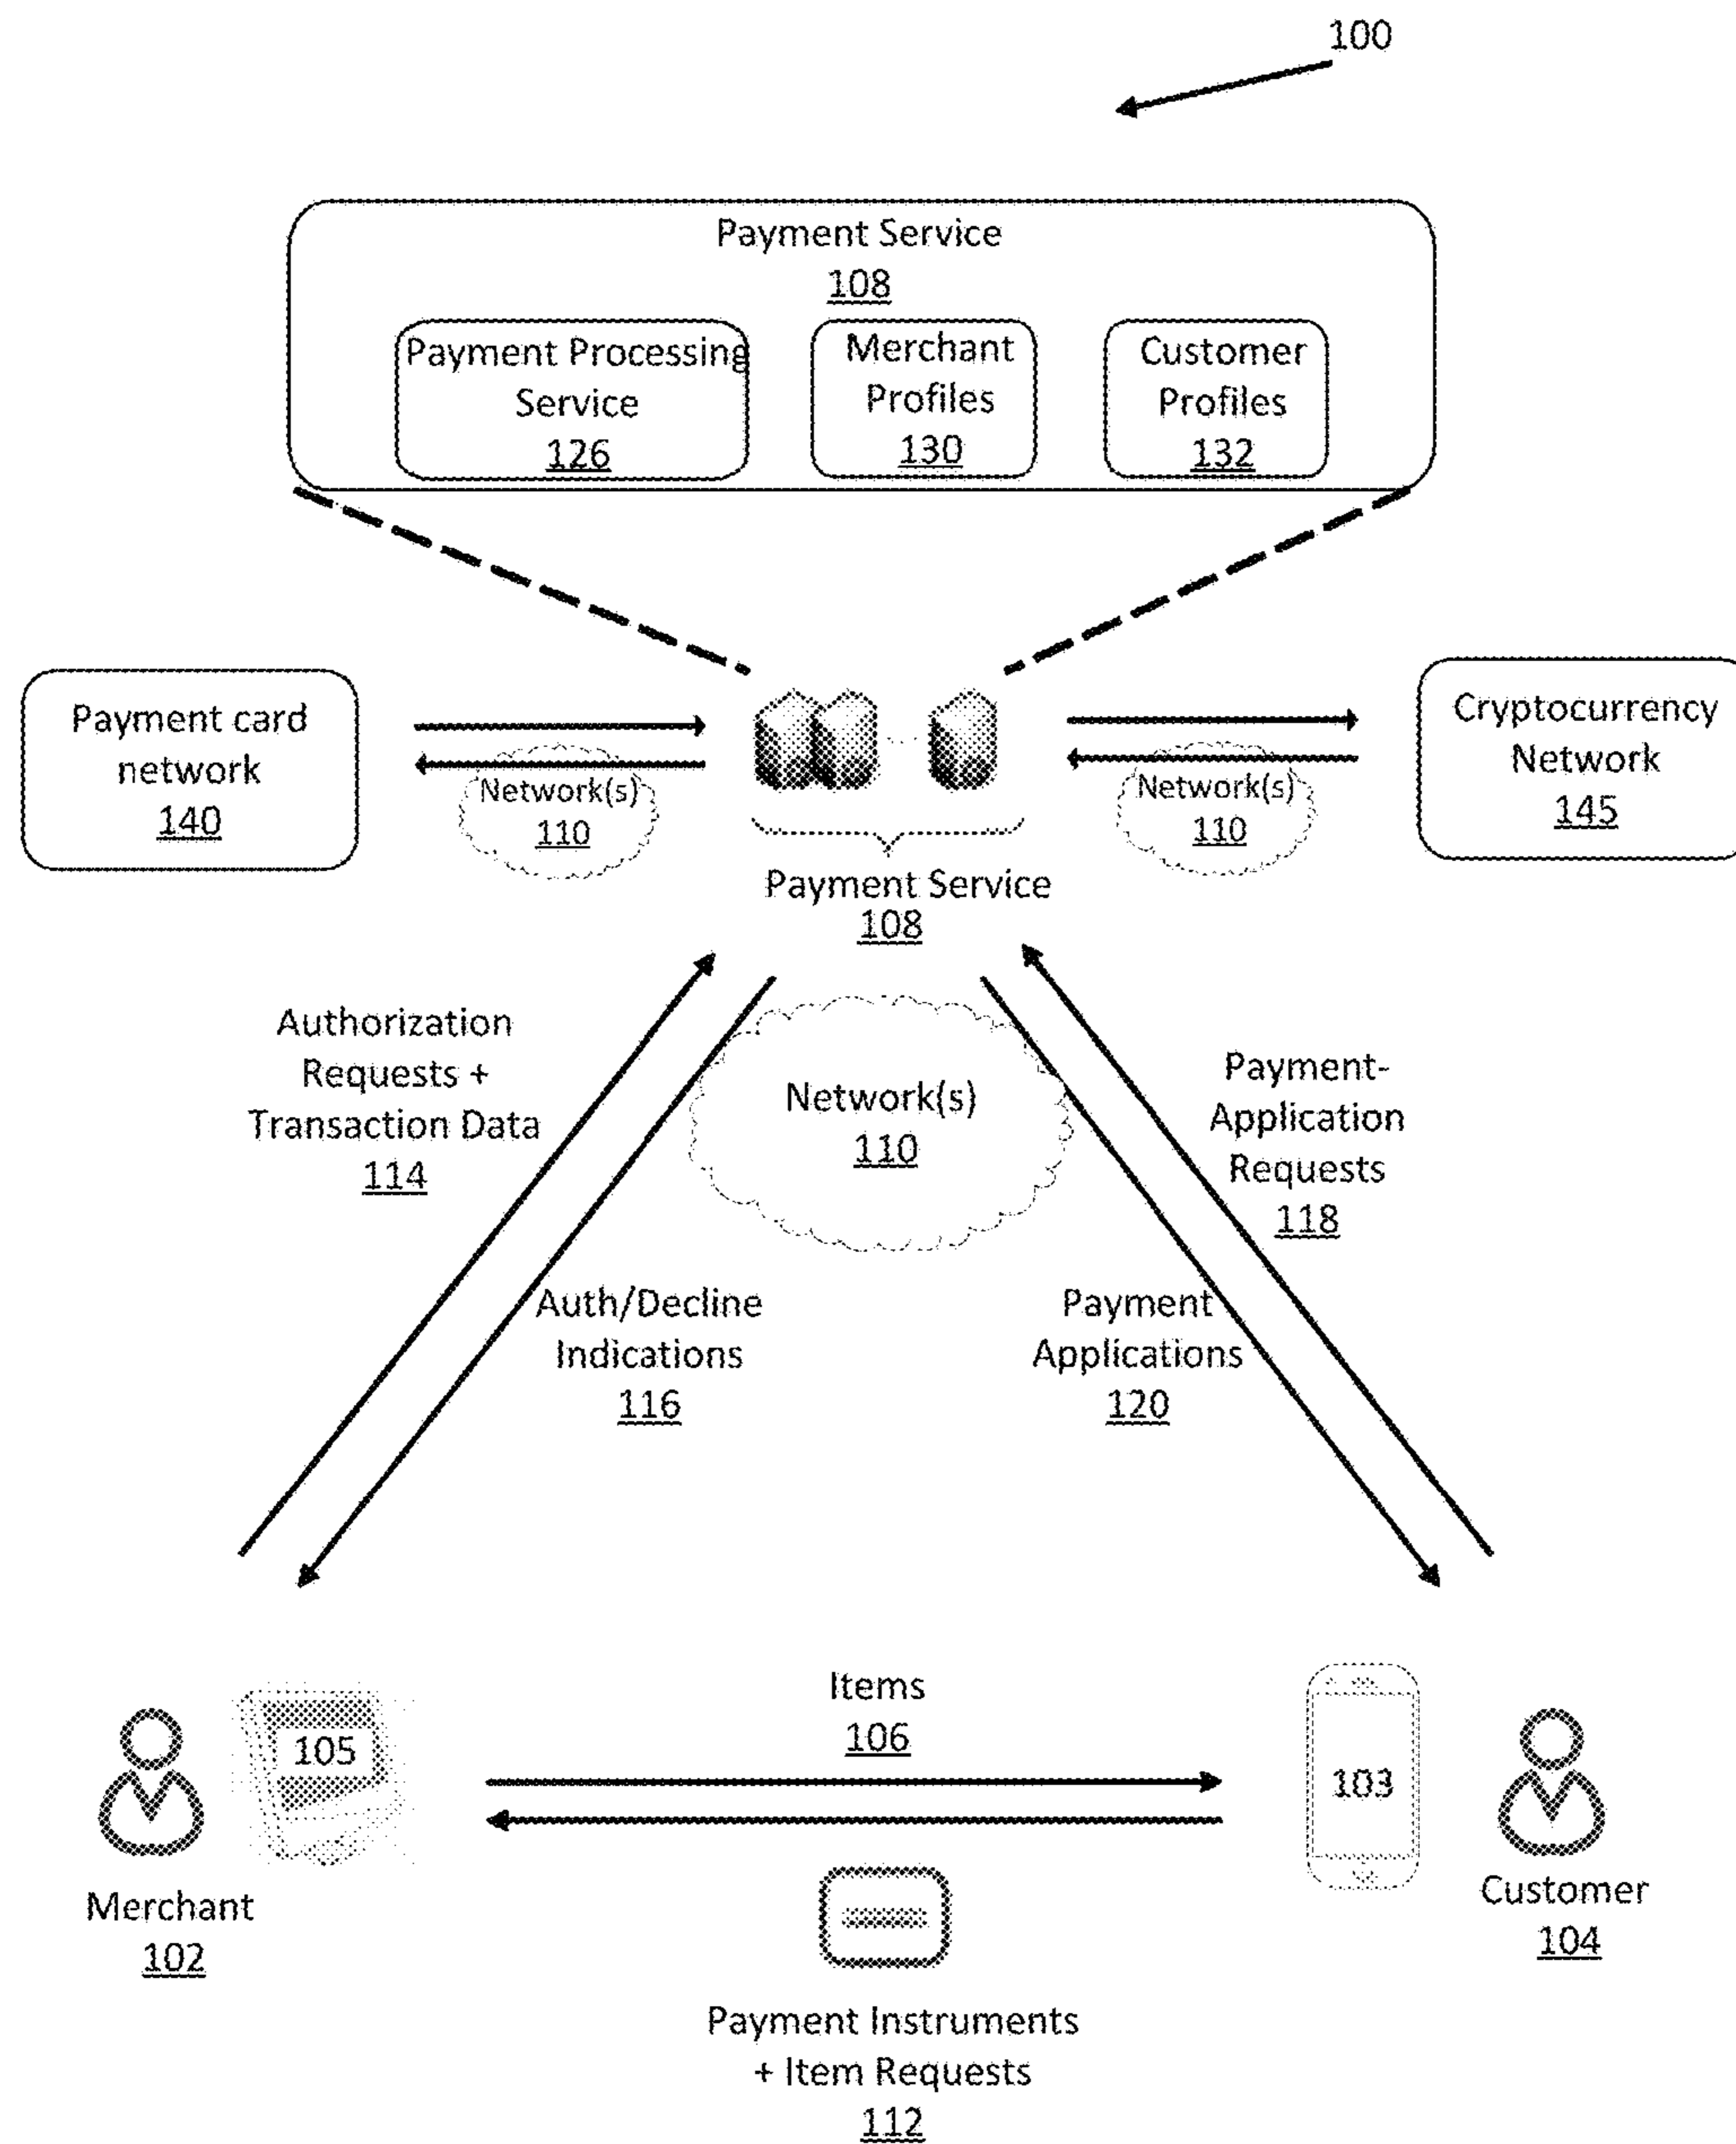 100
Payment Service
108
Payment Processing
Service
126
Merchant
Profiles
130
Customer
Profiles
132
Payment card
network
140
Network(s)
110
Payment Service
108
Network(s)
110
Cryptocurrency
Network
145
Authorization
Requests +
Transaction Data
114
Network(s)
110
Payment-
Application
Requests
118
Auth/Decline
Indications
116
Payment
Applications
120
Items
106
105
103
Merchant
102
Customer
104
Payment Instruments
+ Item Requests
112